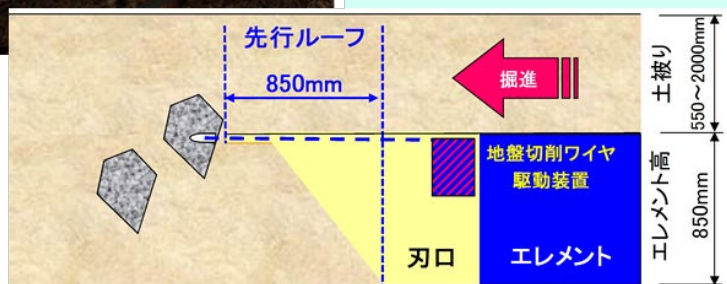 先行ルーフ
850mm
掘進
土被り
550～2000mm
地盤切削ワイヤ
駆動装置
刃口
エレメント
エレメント高
850mm